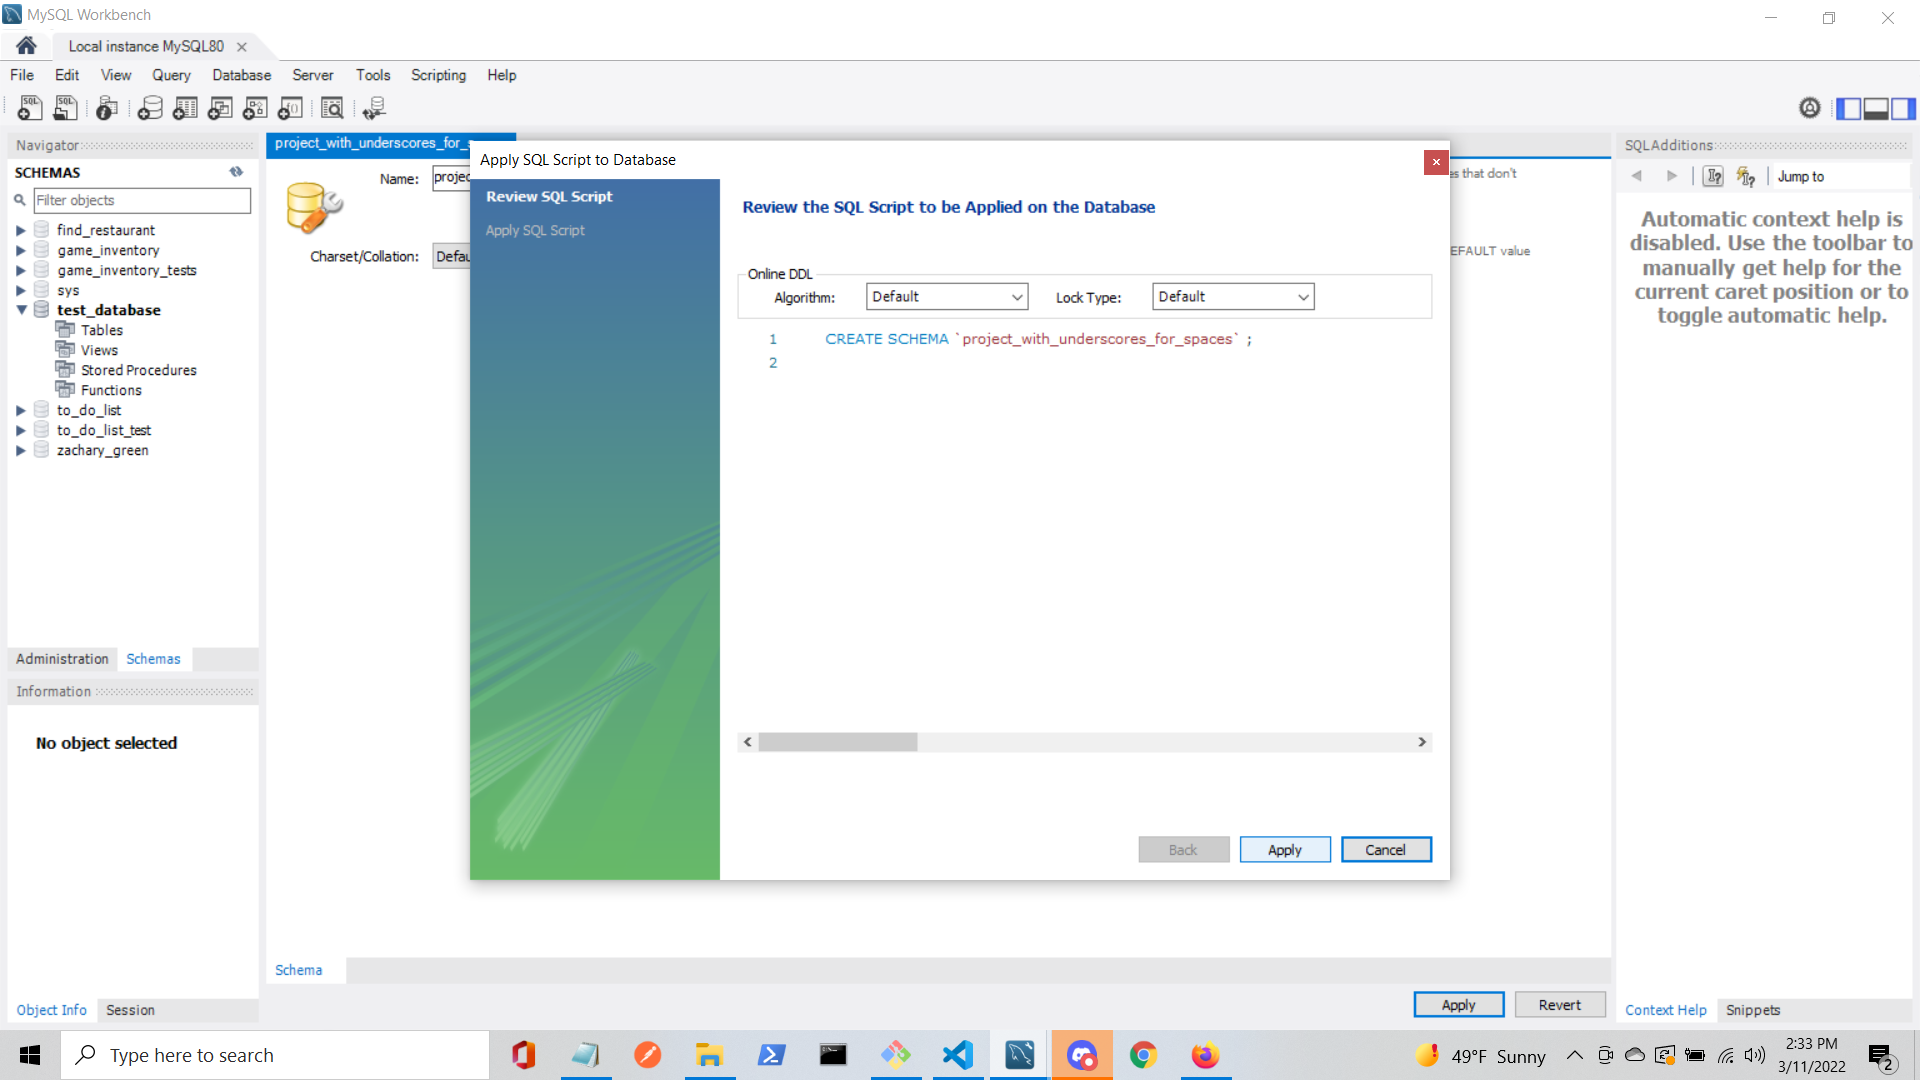 MySQL Workbench
Local instance MySQL80
File Edit View Query Database Server Tools Scripting Help
Navigator
SCHEMAS
Filter objects
find_restaurant
game_inventory
game_inventory_tests
sys
test_database
Tables
Views
Stored Procedures
Functions
to_do_list
to_do_list_test
zachary_green
Administration Schemas
Information
No object selected
Object Info Session
project_with_underscores_for_s
Name: projec
Charset/Collation: Defau
s that don't
EFAULT value
Apply SQL Script to Database
Review SQL Script
Apply SQL Script
Review the SQL Script to be Applied on the Database
Online DDL
Algorithm: Default Lock Type: Default
1 CREATE SCHEMA `project_with_underscores_for_spaces` ;
2
Back Apply Cancel
Schema
Apply Revert
SQLAdditions
Jump to
Automatic context help is
disabled. Use the toolbar to
manually get help for the
current caret position or to
toggle automatic help.
Context Help Snippets
Type here to search
49°F Sunny
2:33 PM
3/11/2022
2